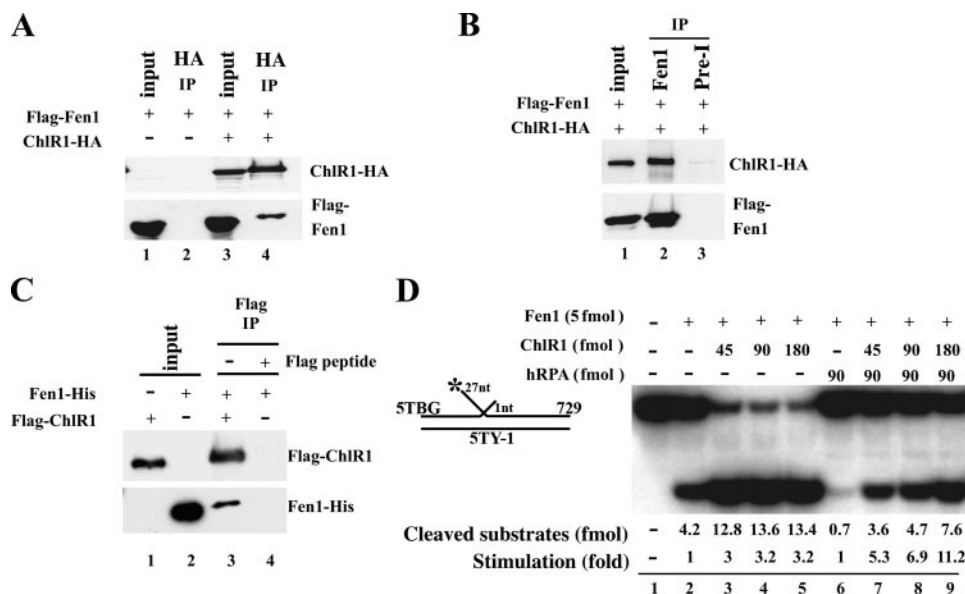 A
input
HA IP
input
HA IP
Flag-Fen1 + + + +
ChlR1-HA - - + +
ChlR1-HA
Flag-
Fen1
1 2 3 4
B
IP
input Fen1 Pre-I
Flag-Fen1 + + +
ChlR1-HA + + +
ChlR1-HA
Flag-
Fen1
1 2 3
C
Flag
IP
input
- + Flag peptide
Fen1-His - + + +
Flag-ChlR1 + - + -
Flag-ChlR1
Fen1-His
1 2 3 4
D
Fen1 (5 fmol) - + + + + - + + +
ChlR1 (fmol) - - 45 90 180 - 45 90 180
hRPA (fmol) - - - - - 90 90 90 90
* 27nt
1nt
5TBG 729
5TY-1
Cleaved substrates (fmol) - 4.2 12.8 13.6 13.4 0.7 3.6 4.7 7.6
Stimulation (fold) - 1 3 3.2 3.2 1 5.3 6.9 11.2
1 2 3 4 5 6 7 8 9